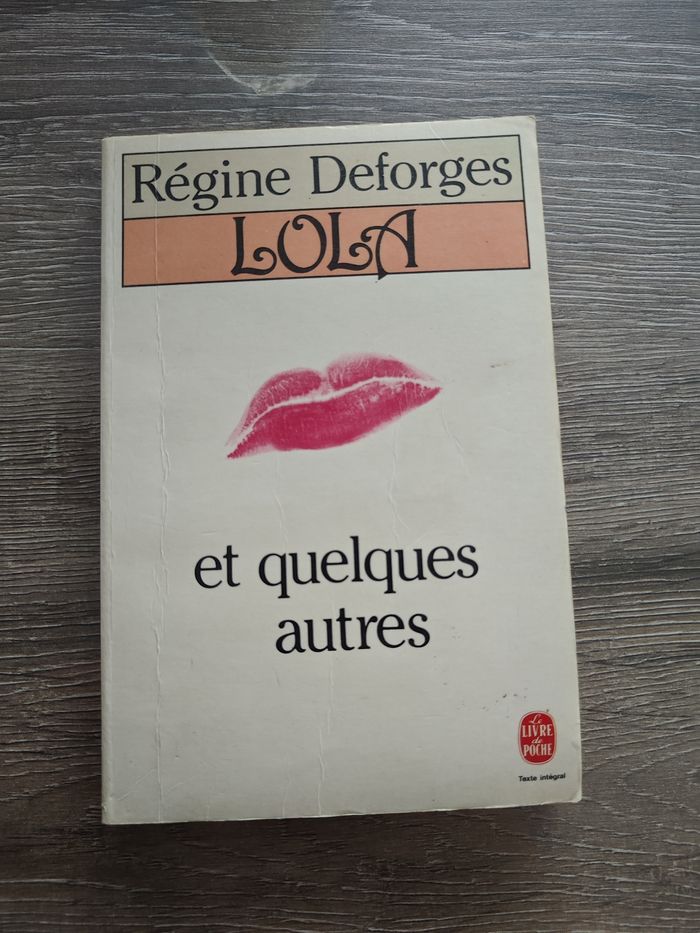 Régine Deforges
LOLA
et quelques
autres
Le
LIVRE
de
POCHE
Texte intégral